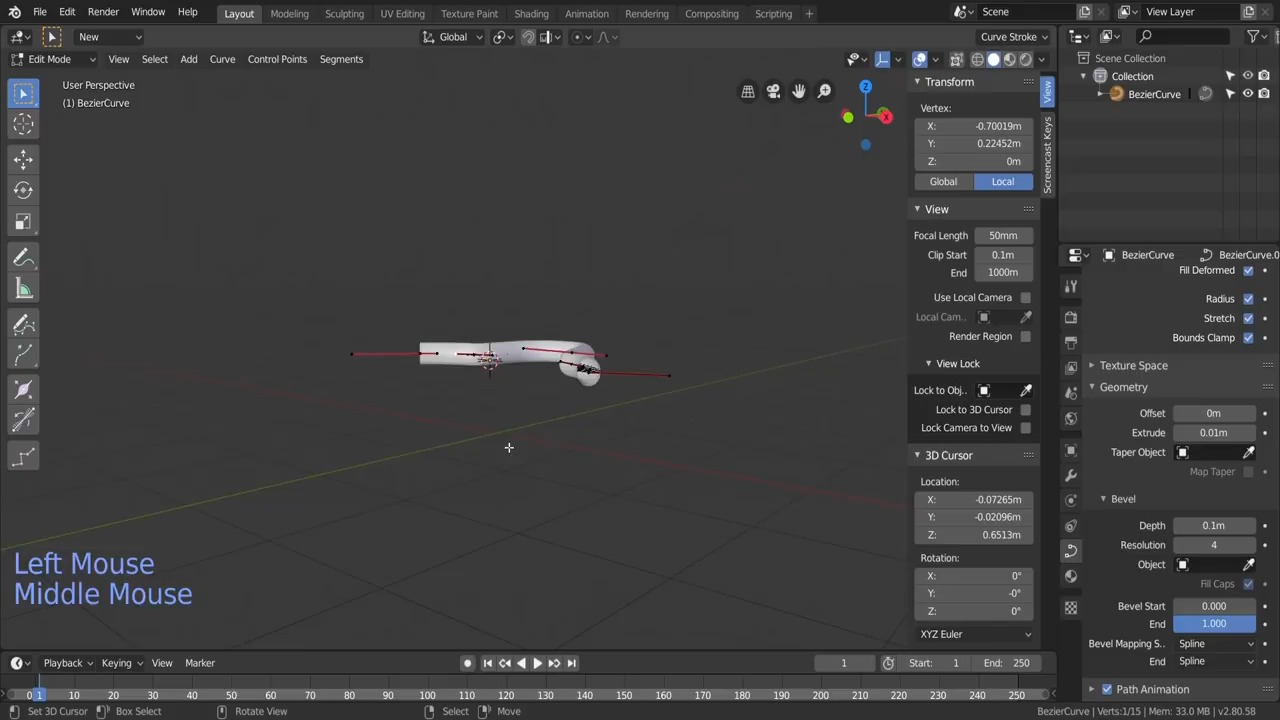 File Edit Render Window Help Layout Modeling Sculpting UV Editing Texture Paint Shading Animation Rendering Compositing Scripting + Scene View Layer
New Global Curve Stroke
Edit Mode View Select Add Curve Control Points Segments
User Perspective
(1) BezierCurve
Transform
Vertex:
X: -0.70019m
Y: 0.22452m
Z: 0m
Global Local
View
Focal Length 50mm
Clip Start 0.1m
End 1000m
Use Local Camera
Local Cam..
Render Region
View Lock
Lock to Obj..
Lock to 3D Cursor
Lock Camera to View
3D Cursor
Location:
X: -0.07265m
Y: -0.02096m
Z: 0.6513m
Rotation:
X: 0°
Y: -0°
Z: 0°
XYZ Euler
View
Screencast Keys
Scene Collection
Collection
BezierCurve
BezierCurve BezierCurve.0
Fill Deformed
Radius
Stretch
Bounds Clamp
Texture Space
Geometry
Offset 0m
Extrude 0.01m
Taper Object
Map Taper
Bevel
Depth 0.1m
Resolution 4
Object
Fill Caps
Bevel Start 0.000
End 1.000
Bevel Mapping S.. Spline
End Spline
Path Animation
Left Mouse
Middle Mouse
Playback Keying View Marker 1 Start: 1 End: 250
0 1 10 20 30 40 50 60 70 80 90 100 110 120 130 140 150 160 170 180 190 200 210 220 230 240 250
Set 3D Cursor Box Select Rotate View Select Move BezierCurve | Verts:1/15 | Mem: 33.0 MB | v2.80.58